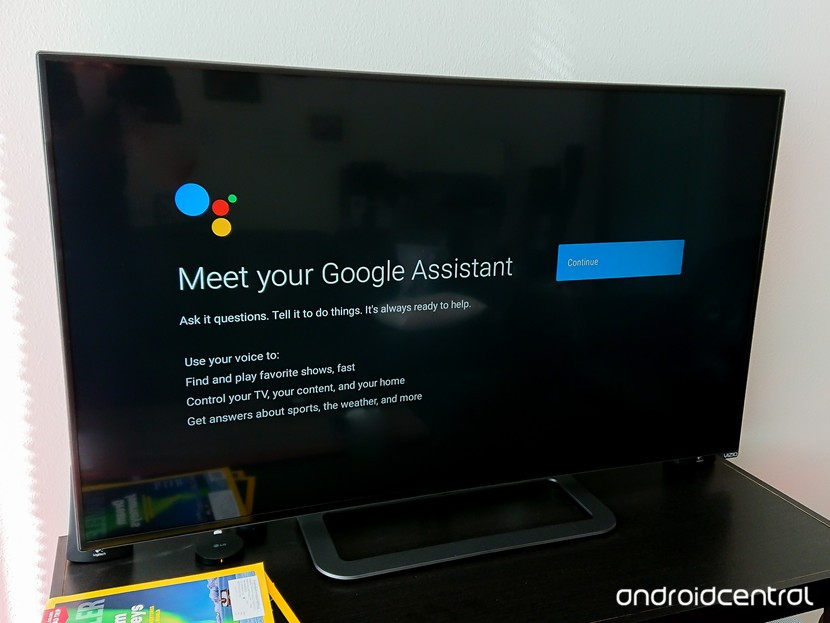 Meet your Google Assistant
Continue
Ask it questions. Tell it to do things. It's always ready to help.
Use your voice to:
Find and play favorite shows, fast
Control your TV, your content, and your home
Get answers about sports, the weather, and more
VIZIO
logitech
androidcentral